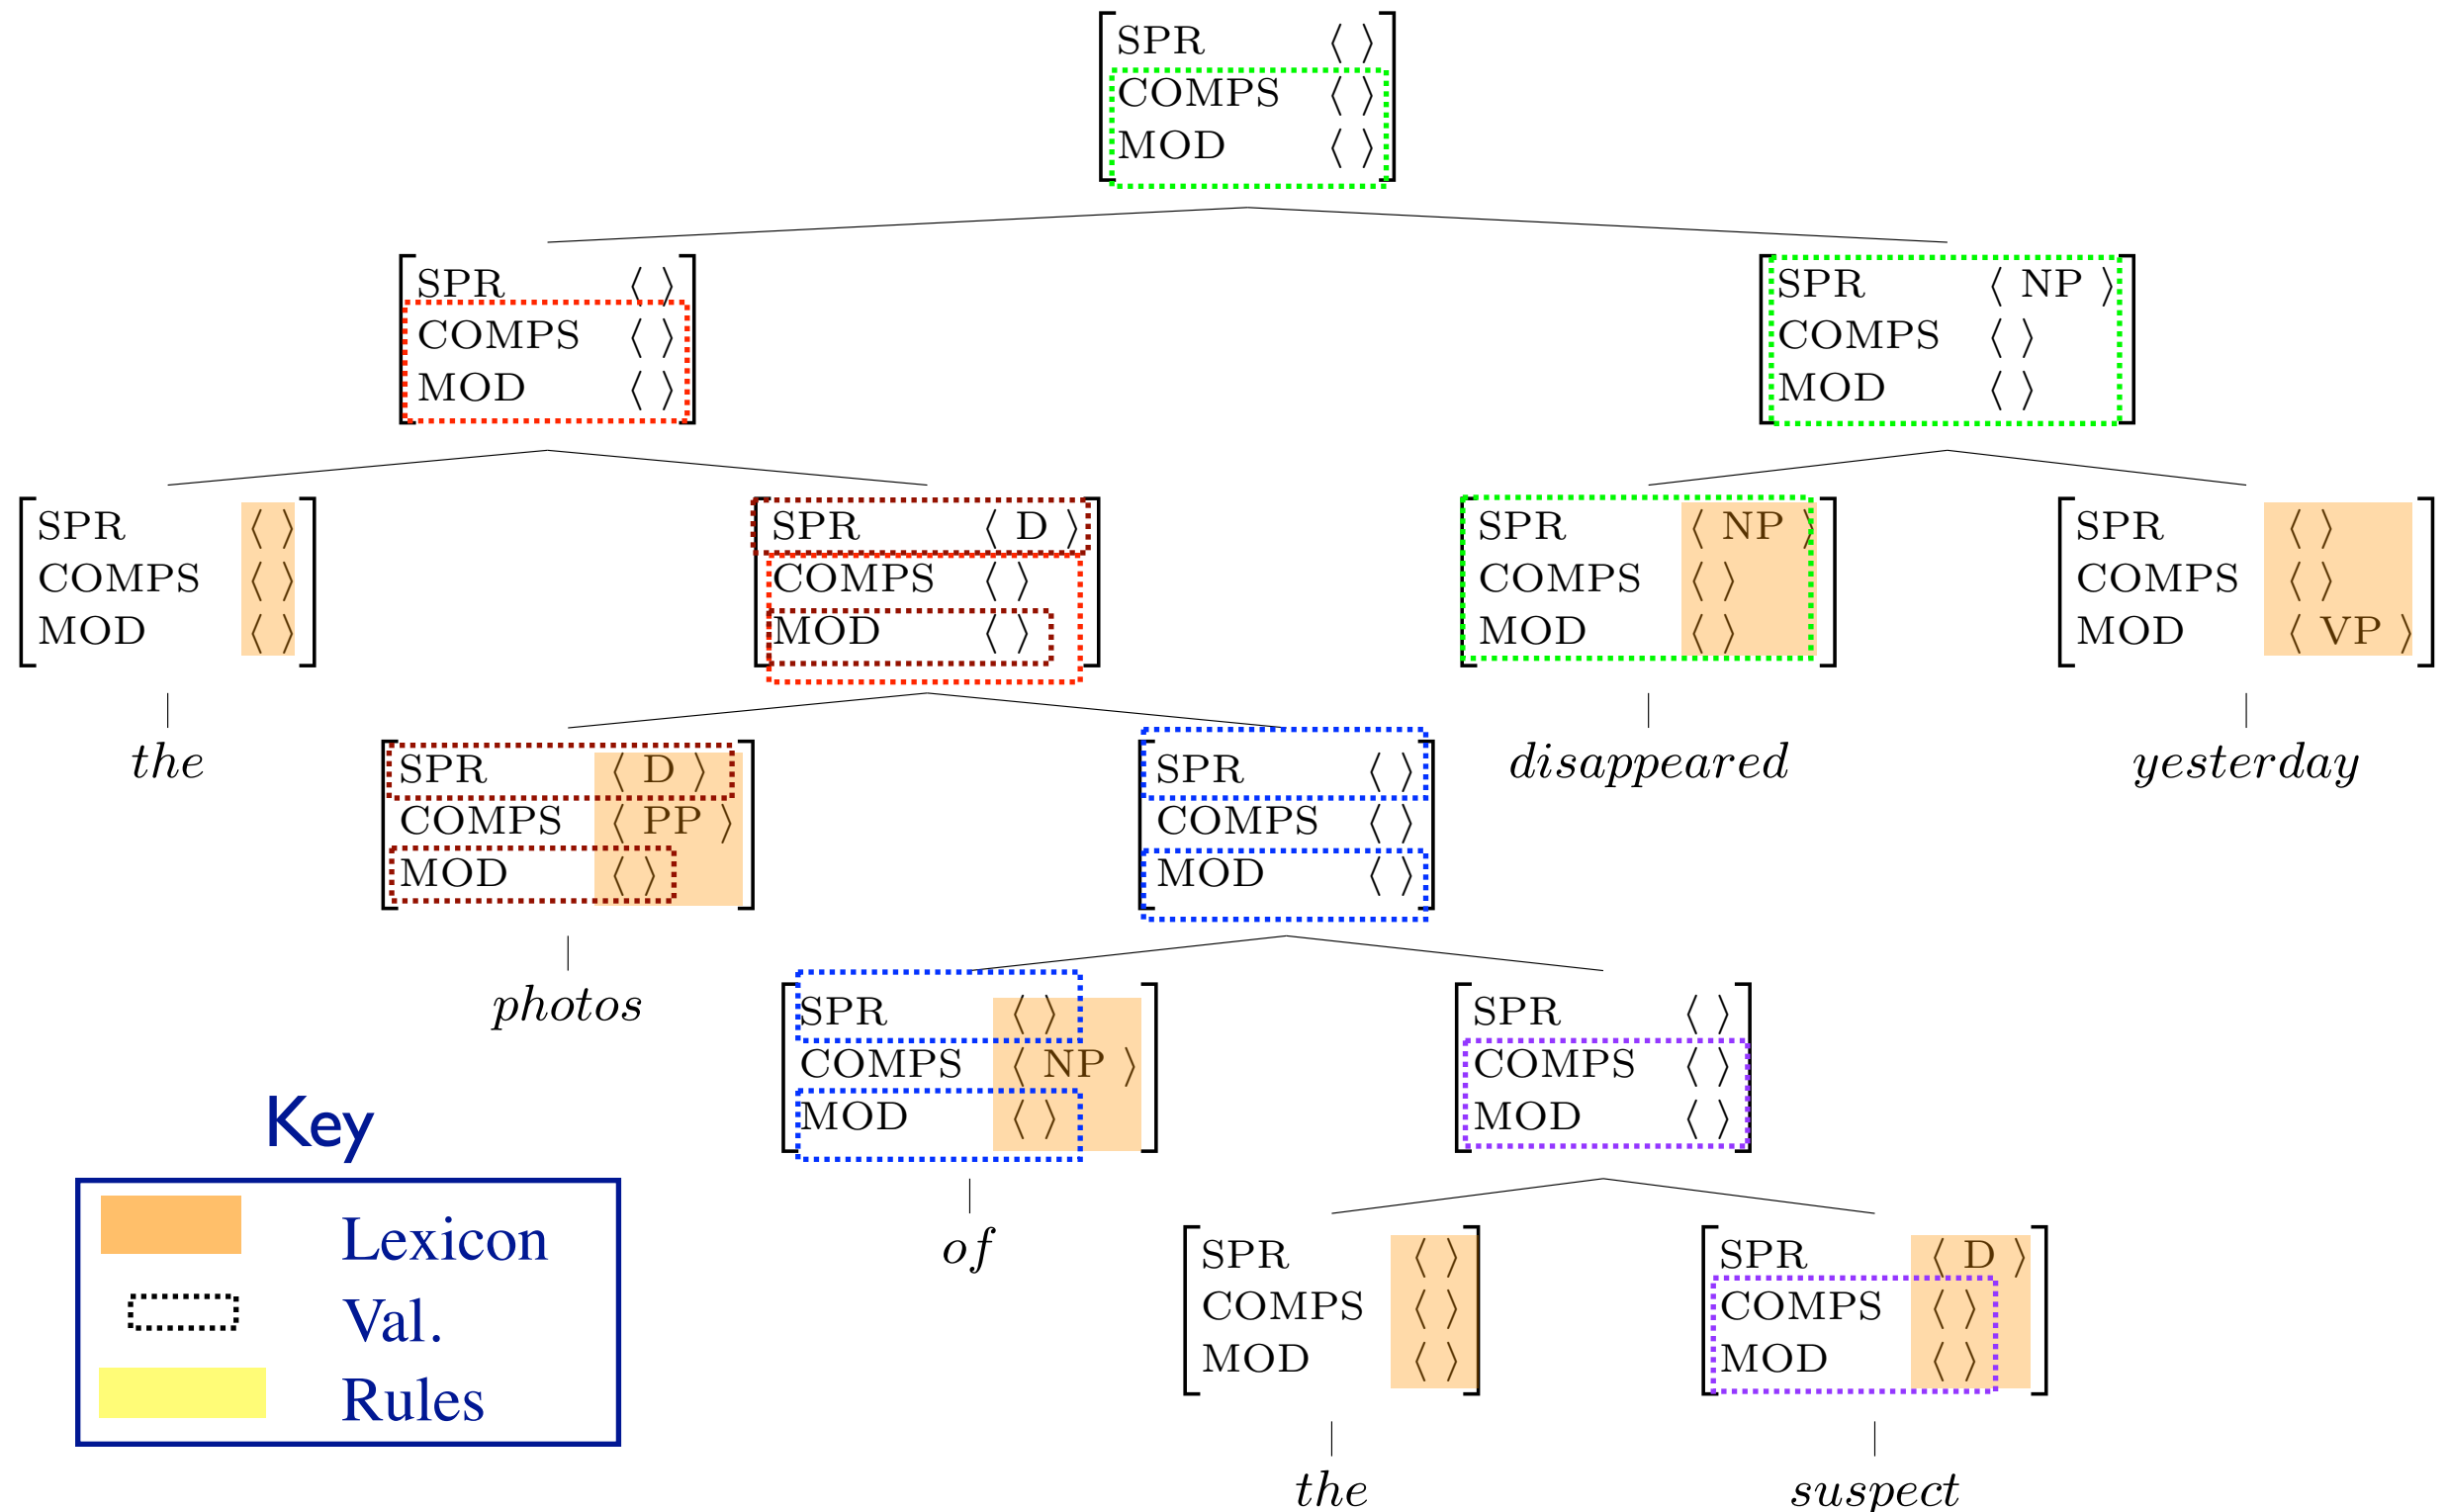 SPR ⟨ ⟩
COMPS ⟨ ⟩
MOD ⟨ ⟩
SPR ⟨ ⟩
COMPS ⟨ ⟩
MOD ⟨ ⟩
SPR ⟨ NP ⟩
COMPS ⟨ ⟩
MOD ⟨ ⟩
SPR ⟨ ⟩
COMPS ⟨ ⟩
MOD ⟨ ⟩
the
SPR ⟨ D ⟩
COMPS ⟨ ⟩
MOD ⟨ ⟩
SPR ⟨ NP ⟩
COMPS ⟨ ⟩
MOD ⟨ ⟩
disappeared
SPR ⟨ ⟩
COMPS ⟨ ⟩
MOD ⟨ VP ⟩
yesterday
SPR ⟨ D ⟩
COMPS ⟨ PP ⟩
MOD ⟨ ⟩
photos
SPR ⟨ ⟩
COMPS ⟨ ⟩
MOD ⟨ ⟩
SPR ⟨ ⟩
COMPS ⟨ NP ⟩
MOD ⟨ ⟩
of
SPR ⟨ ⟩
COMPS ⟨ ⟩
MOD ⟨ ⟩
SPR ⟨ ⟩
COMPS ⟨ ⟩
MOD ⟨ ⟩
the
SPR ⟨ D ⟩
COMPS ⟨ ⟩
MOD ⟨ ⟩
suspect
Key
Lexicon
Val.
Rules